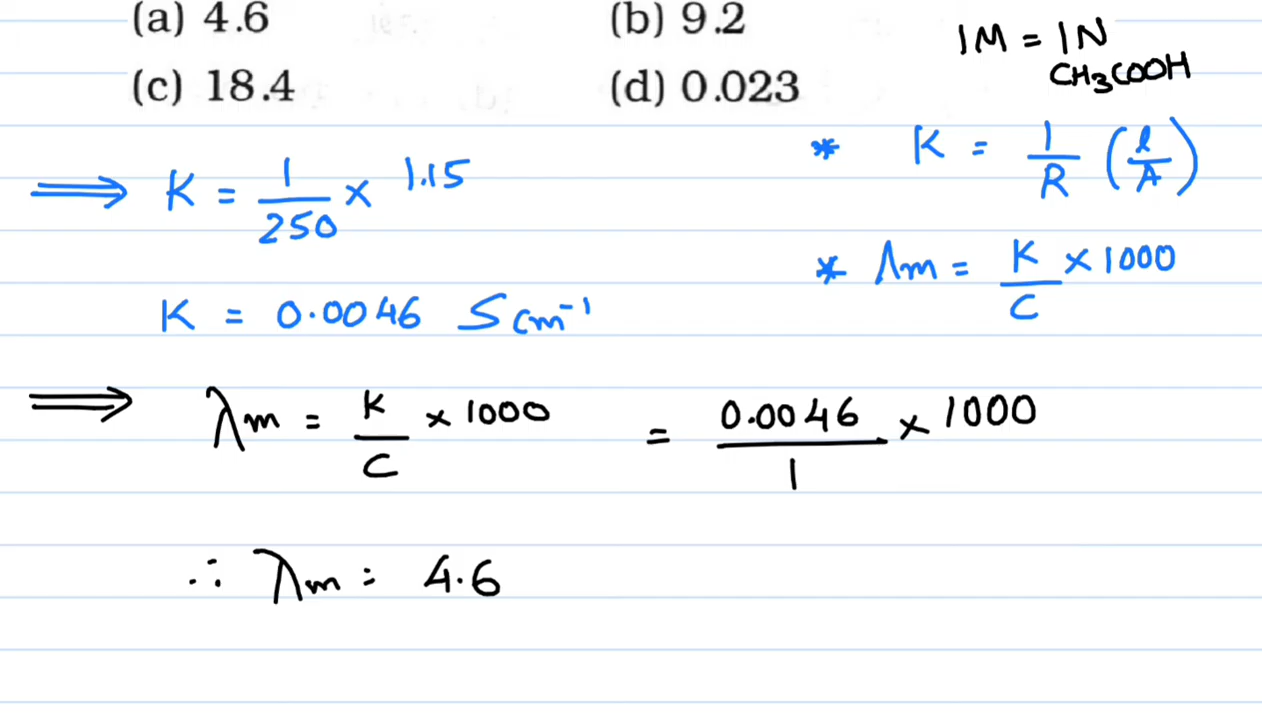 (a) 4.6 (b) 9.2
(c) 18.4 (d) 0.023
1M = 1N
CH3COOH
* K = 1/R (l/A)
⟹ K = 1/250 × 1.15
* Λm = K/C × 1000
K = 0.0046 S cm⁻¹
⟹ λm = K/C × 1000 = 0.0046/1 × 1000
∴ λm = 4.6